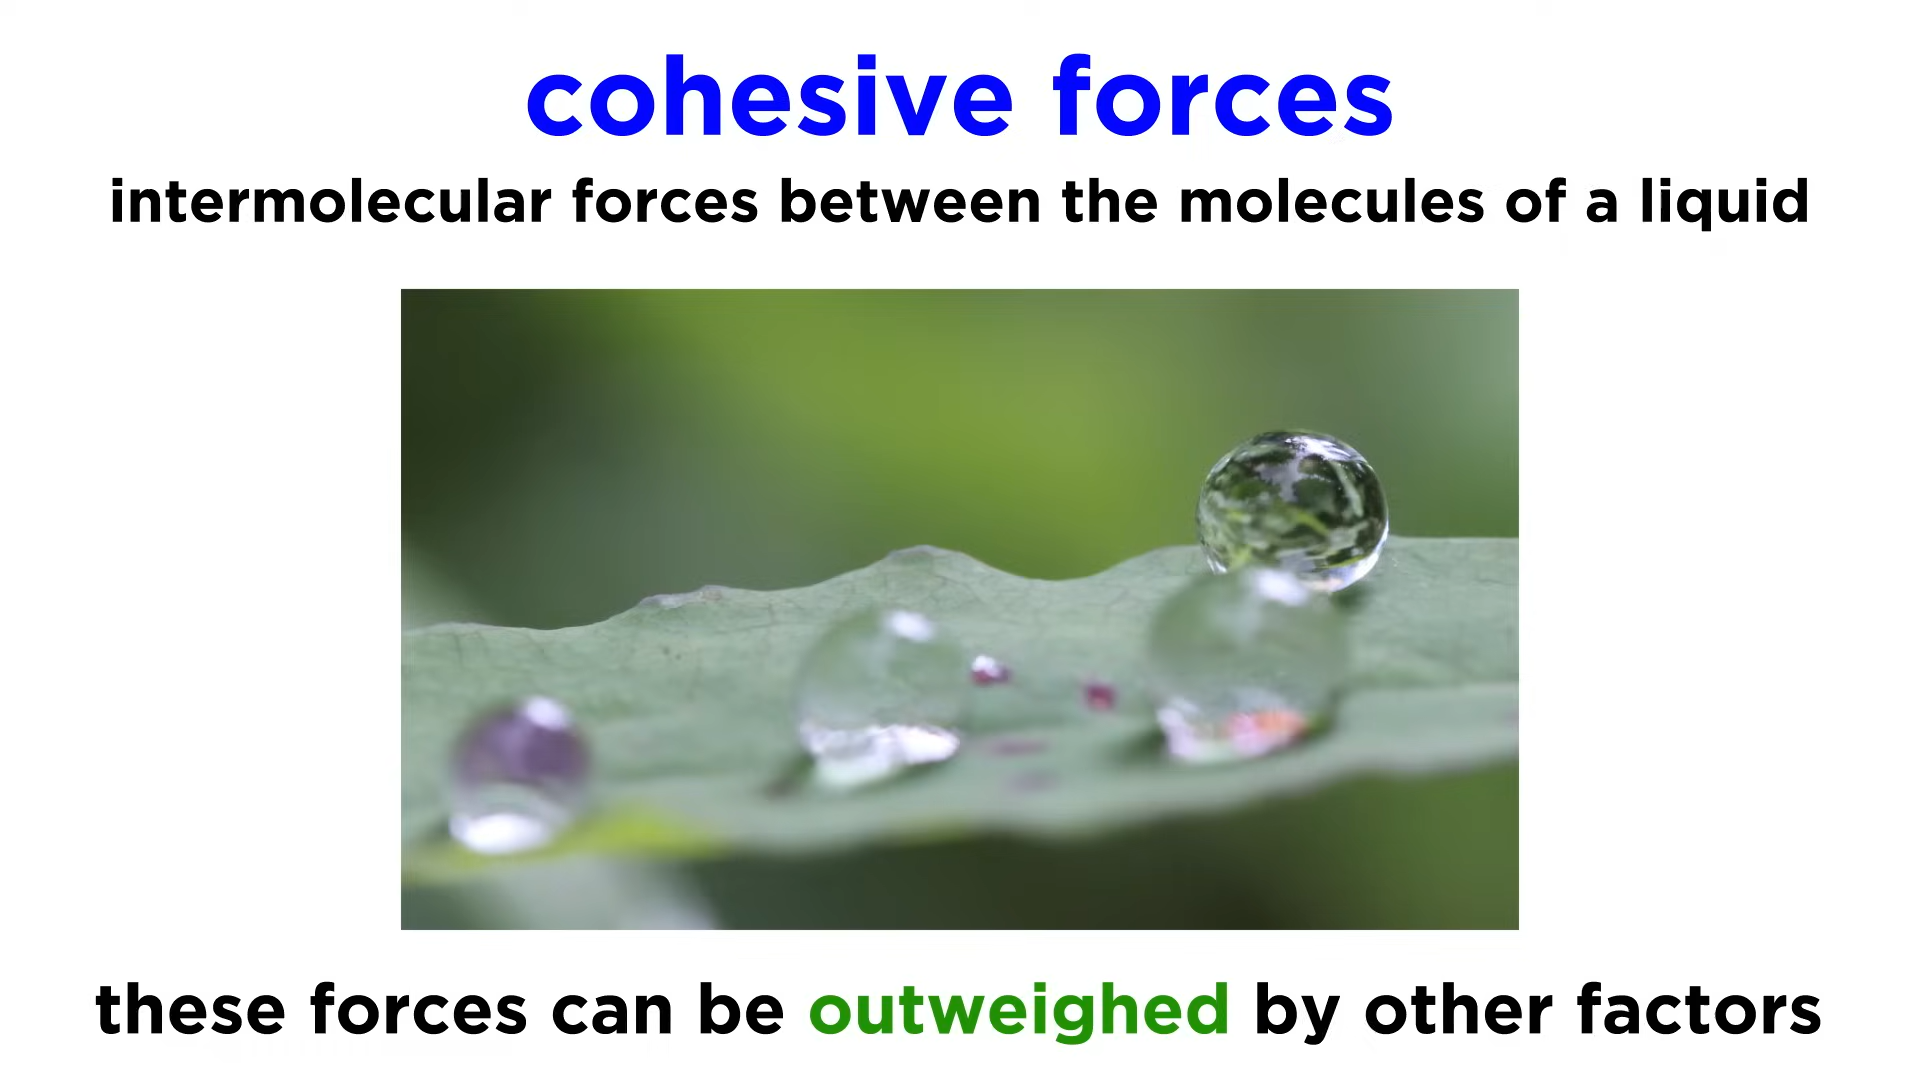 cohesive forces
intermolecular forces between the molecules of a liquid
these forces can be outweighed by other factors